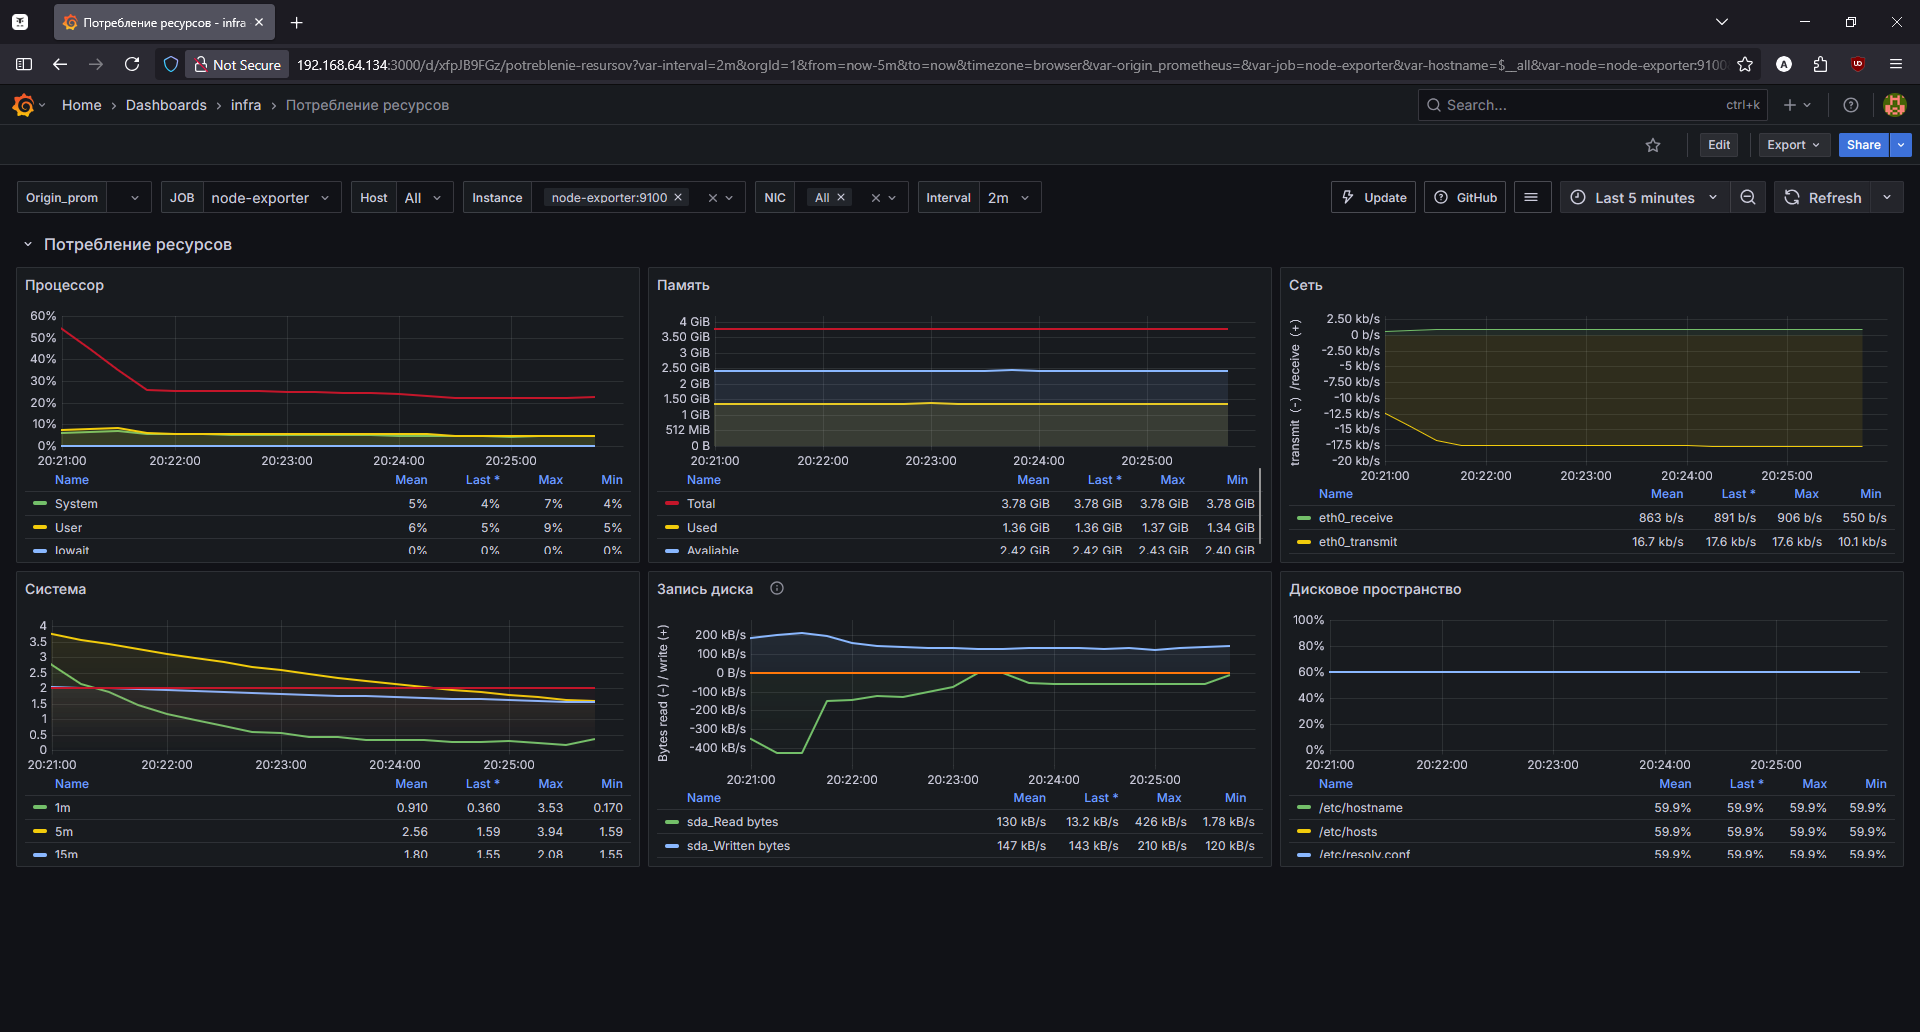 Потребление ресурсов - infra
Not Secure
192.168.64.134:3000/d/xfpJB9FGz/potreblenie-resursov?var-interval=2m&orgId=1&from=now-5m&to=now&timezone=browser&var-origin_prometheus=&var-job=node-exporter&var-hostname=$__all&var-node=node-exporter:9100
Home › Dashboards › infra › Потребление ресурсов
Search... ctrl+k
Edit Export Share
Origin_prom JOB node-exporter Host All Instance node-exporter:9100 NIC All Interval 2m Update GitHub Last 5 minutes Refresh
Потребление ресурсов
Процессор
60%
50%
40%
30%
20%
10%
0%
20:21:00 20:22:00 20:23:00 20:24:00 20:25:00
Name Mean Last * Max Min
System 5% 4% 7% 4%
User 6% 5% 9% 5%
Iowait 0% 0% 0% 0%
Память
4 GiB
3.50 GiB
3 GiB
2.50 GiB
2 GiB
1.50 GiB
1 GiB
512 MiB
0 B
20:21:00 20:22:00 20:23:00 20:24:00 20:25:00
Name Mean Last * Max Min
Total 3.78 GiB 3.78 GiB 3.78 GiB 3.78 GiB
Used 1.36 GiB 1.36 GiB 1.37 GiB 1.34 GiB
Avaliable 2.42 GiB 2.42 GiB 2.43 GiB 2.40 GiB
Сеть
transmit (-) /receive (+)
2.50 kb/s
0 b/s
-2.50 kb/s
-5 kb/s
-7.50 kb/s
-10 kb/s
-12.5 kb/s
-15 kb/s
-17.5 kb/s
-20 kb/s
20:21:00 20:22:00 20:23:00 20:24:00 20:25:00
Name Mean Last * Max Min
eth0_receive 863 b/s 891 b/s 906 b/s 550 b/s
eth0_transmit 16.7 kb/s 17.6 kb/s 17.6 kb/s 10.1 kb/s
Система
4
3.5
3
2.5
2
1.5
1
0.5
0
20:21:00 20:22:00 20:23:00 20:24:00 20:25:00
Name Mean Last * Max Min
1m 0.910 0.360 3.53 0.170
5m 2.56 1.59 3.94 1.59
15m 1.80 1.55 2.08 1.55
Запись диска
Bytes read (-) / write (+)
200 kB/s
100 kB/s
0 B/s
-100 kB/s
-200 kB/s
-300 kB/s
-400 kB/s
20:21:00 20:22:00 20:23:00 20:24:00 20:25:00
Name Mean Last * Max Min
sda_Read bytes 130 kB/s 13.2 kB/s 426 kB/s 1.78 kB/s
sda_Written bytes 147 kB/s 143 kB/s 210 kB/s 120 kB/s
Дисковое пространство
100%
80%
60%
40%
20%
0%
20:21:00 20:22:00 20:23:00 20:24:00 20:25:00
Name Mean Last * Max Min
/etc/hostname 59.9% 59.9% 59.9% 59.9%
/etc/hosts 59.9% 59.9% 59.9% 59.9%
/etc/resolv.conf 59.9% 59.9% 59.9% 59.9%